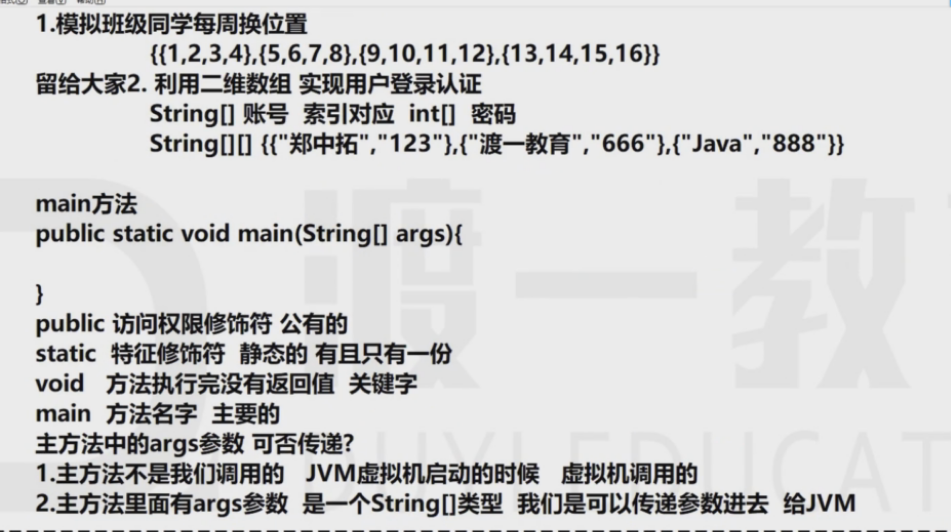 1.模拟班级同学每周换位置
{{1,2,3,4},{5,6,7,8},{9,10,11,12},{13,14,15,16}}
留给大家2. 利用二维数组 实现用户登录认证
String[] 账号 索引对应 int[] 密码
String[][] {{"郑中拓","123"},{"渡一教育","666"},{"Java","888"}}
main方法
public static void main(String[] args){
}
public 访问权限修饰符 公有的
static 特征修饰符 静态的 有且只有一份
void 方法执行完没有返回值 关键字
main 方法名字 主要的
主方法中的args参数 可否传递?
1.主方法不是我们调用的 JVM虚拟机启动的时候 虚拟机调用的
2.主方法里面有args参数 是一个String[]类型 我们是可以传递参数进去 给JVM
渡一教
DUYI EDUCAT